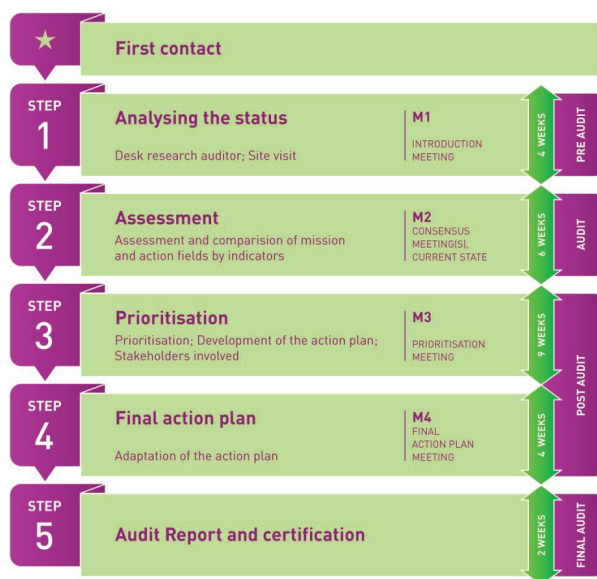 First contact
STEP
1
Analysing the status
Desk research auditor; Site visit
M1
INTRODUCTION
MEETING
4 WEEKS
PRE AUDIT
STEP
2
Assessment
Assessment and comparision of mission
and action fields by indicators
M2
CONSENSUS
MEETING(S),
CURRENT STATE
6 WEEKS
AUDIT
STEP
3
Prioritisation
Prioritisation; Development of the action plan;
Stakeholders involved
M3
PRIORITISATION
MEETING
9 WEEKS
POST AUDIT
STEP
4
Final action plan
Adaptation of the action plan
M4
FINAL
ACTION PLAN
MEETING
4 WEEKS
STEP
5
Audit Report and certification
2 WEEKS
FINAL AUDIT